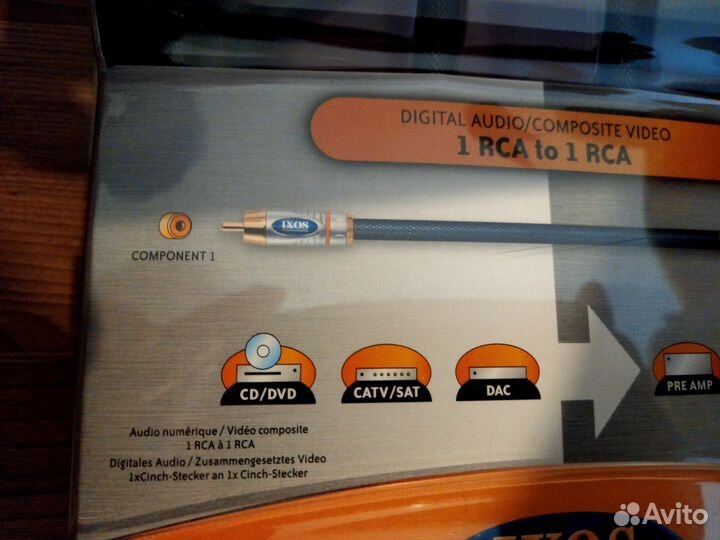 DIGITAL AUDIO/COMPOSITE VIDEO
1 RCA to 1 RCA
IXOS
COMPONENT 1
CD/DVD
CATV/SAT
DAC
PRE AMP
Audio numérique / Vidéo composite
1 RCA à 1 RCA
Digitales Audio / Zusammengesetztes Video
1xCinch-Stecker an 1x Cinch-Stecker
IXOS
Avito